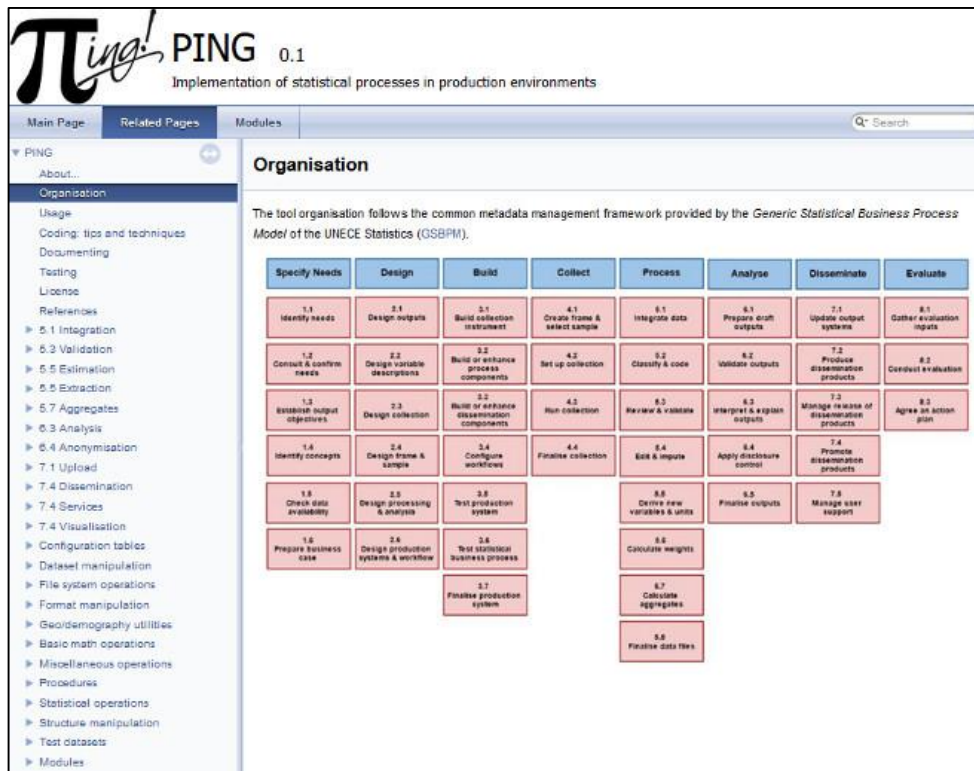 πing!
PING 0.1
Implementation of statistical processes in production environments
Main Page
Related Pages
Modules
Search
PING
About...
Organisation
Usage
Coding: tips and techniques
Documenting
Testing
License
References
5.1 Integration
5.3 Validation
5.5 Estimation
5.5 Extraction
5.7 Aggregates
6.3 Analysis
6.4 Anonymisation
7.1 Upload
7.4 Dissemination
7.4 Services
7.4 Visualisation
Configuration tables
Dataset manipulation
File system operations
Format manipulation
Geo/demography utilities
Basic math operations
Miscellaneous operations
Procedures
Statistical operations
Structure manipulation
Test datasets
Modules
Organisation
The tool organisation follows the common metadata management framework provided by the Generic Statistical Business Process
Model of the UNECE Statistics (GSBPM).
Specify Needs
1.1
Identify needs
1.2
Consult & confirm
needs
1.3
Establish output
objectives
1.4
Identify concepts
1.5
Check data
availability
1.6
Prepare business
case
Design
2.1
Design outputs
2.2
Design variable
descriptions
2.3
Design collection
2.4
Design frame &
sample
2.5
Design processing
& analysis
2.6
Design production
systems & workflow
Build
3.1
Build collection
instrument
3.2
Build or enhance
process
components
Build or enhance
dissemination
components
3.4
Configure
workflows
3.5
Test production
system
3.6
Test statistical
business process
3.7
Finalise production
system
Collect
4.1
Create frame &
select sample
4.2
Set up collection
4.3
Run collection
4.4
Finalise collection
Process
5.1
Integrate data
5.2
Classify & code
5.3
Review & validate
5.4
Edit & impute
5.5
Derive new
variables & units
5.6
Calculate weights
5.7
Calculate
aggregates
5.8
Finalise data files
Analyse
6.1
Prepare draft
outputs
6.2
Validate outputs
6.3
Interpret & explain
outputs
6.4
Apply disclosure
control
6.5
Finalise outputs
Disseminate
7.1
Update output
systems
7.2
Produce
dissemination
products
7.3
Manage release of
dissemination
products
7.4
Promote
dissemination
products
7.5
Manage user
support
Evaluate
8.1
Gather evaluation
inputs
8.2
Conduct evaluation
8.3
Agree an action
plan